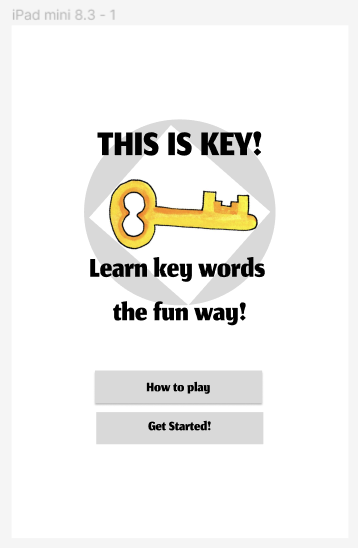 iPad mini 8.3 - 1
THIS IS KEY!
Learn key words
the fun way!
How to play
Get Started!